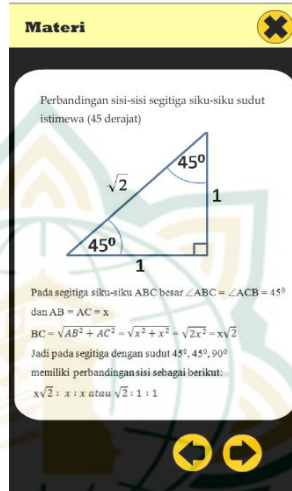 Materi
Perbandingan sisi-sisi segitiga siku-siku sudut
istimewa (45 derajat)
45⁰
√2
1
45⁰
1
Pada segitiga siku-siku ABC besar ∠ABC = ∠ACB = 45⁰
dan AB = AC = x
BC = √(AB² + AC²) = √(x² + x²) = √(2x²) = x√2
Jadi pada segitiga dengan sudut 45⁰, 45⁰, 90⁰
memiliki perbandingan sisi sebagai berikut:
x√2 : x : x atau √2 : 1 : 1